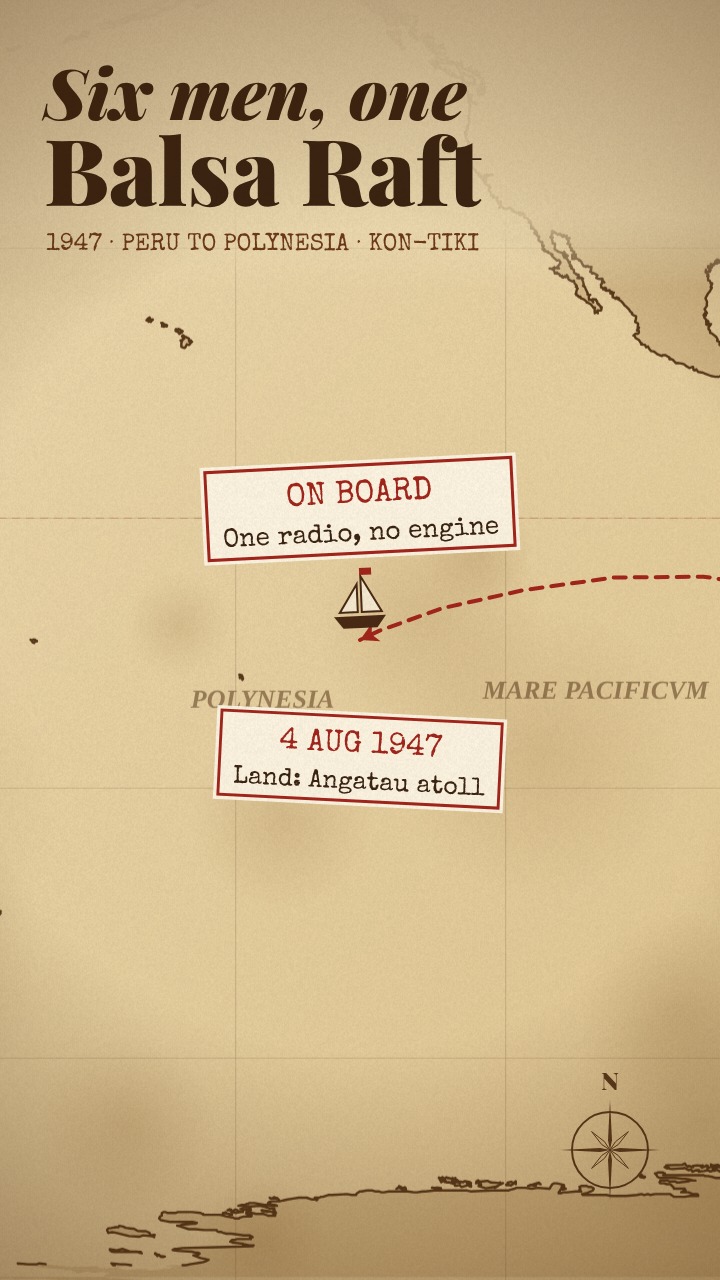 Six men, one
Balsa Raft
1947 · PERU TO POLYNESIA · KON-TIKI
ON BOARD
One radio, no engine
POLYNESIA
MARE PACIFICVM
4 AUG 1947
Land: Angatau atoll
N